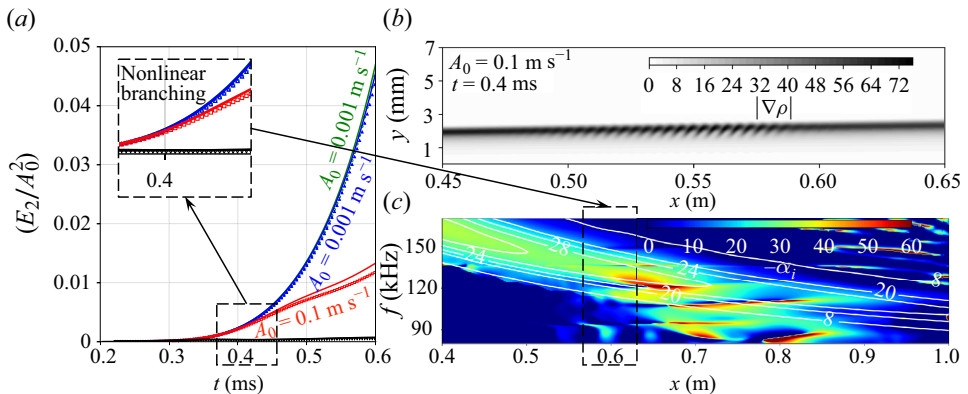 (a)
(E₂/A₀²)
0.05
0.04
0.03
0.02
0.01
0
0.2 0.3 0.4 0.5 0.6
t (ms)
Nonlinear
branching
0.4
A₀ = 0.001 m s⁻¹
A₀ = 0.001 m s⁻¹
A₀ = 0.1 m s⁻¹
(b)
y (mm)
7
5
3
1
A₀ = 0.1 m s⁻¹
t = 0.4 ms
0 8 16 24 32 40 48 56 64 72
|∇ρ|
0.45 0.50 0.55 0.60 0.65
x (m)
(c)
f (kHz)
150
120
90
0 10 20 30 40 50 60
−αᵢ
28
24
24
20
20
8
8
0.4 0.5 0.6 0.7 0.8 0.9 1.0
x (m)